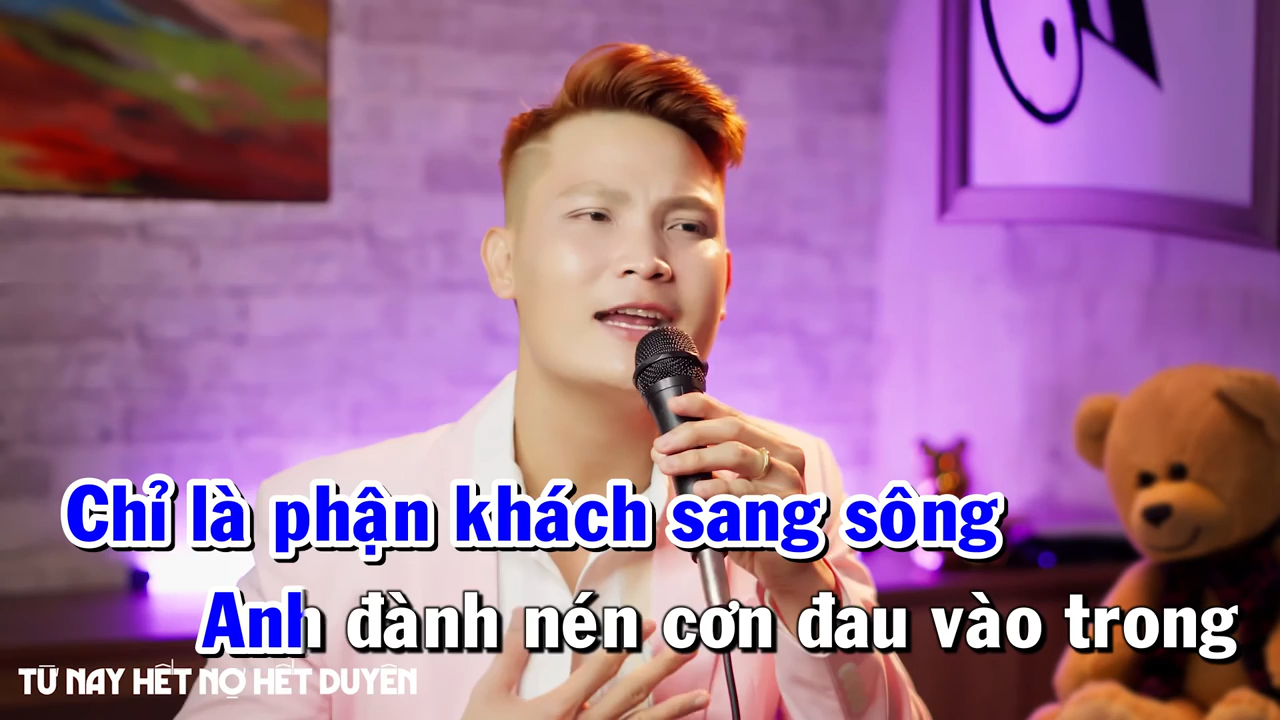 Chỉ là phận khách sang sông
Anh đành nén cơn đau vào trong
TỪ NAY HẾT NỢ HẾT DUYÊN